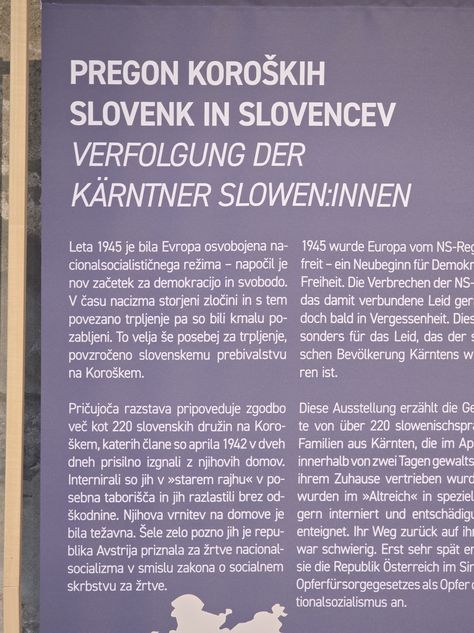 PREGON KOROŠKIH
SLOVENK IN SLOVENCEV
VERFOLGUNG DER
KÄRNTNER SLOWEN:INNEN
Leta 1945 je bila Evropa osvobojena na-
cionalsocialističnega režima – napočil je
nov začetek za demokracijo in svobodo.
V času nacizma storjeni zločini in s tem
povezano trpljenje pa so bili kmalu po-
zabljeni. To velja še posebej za trpljenje,
povzročeno slovenskemu prebivalstvu
na Koroškem.
Pričujoča razstava pripoveduje zgodbo
več kot 220 slovenskih družin na Koro-
škem, katerih člane so aprila 1942 v dveh
dneh prisilno izgnali z njihovih domov.
Internirali so jih v »starem rajhu« v po-
sebna taborišča in jih razlastili brez od-
škodnine. Njihova vrnitev na domove je
bila težavna. Šele zelo pozno jih je repu-
blika Avstrija priznala za žrtve nacional-
socializma v smislu zakona o socialnem
skrbstvu za žrtve.
1945 wurde Europa vom NS-Reg
freit – ein Neubeginn für Demokr
Freiheit. Die Verbrechen der NS-
das damit verbundene Leid ger
doch bald in Vergessenheit. Dies
sonders für das Leid, das der s
schen Bevölkerung Kärntens w
ren ist.
Diese Ausstellung erzählt die Ge
te von über 220 slowenischspra
Familien aus Kärnten, die im Ap
innerhalb von zwei Tagen gewalts
ihrem Zuhause vertrieben wurd
wurden im »Altreich« in speziel
gern interniert und entschädigu
enteignet. Ihr Weg zurück auf ih
war schwierig. Erst sehr spät er
sie die Republik Österreich im Sin
Opferfürsorgegesetzes als Opfer d
tionalsozialismus an.